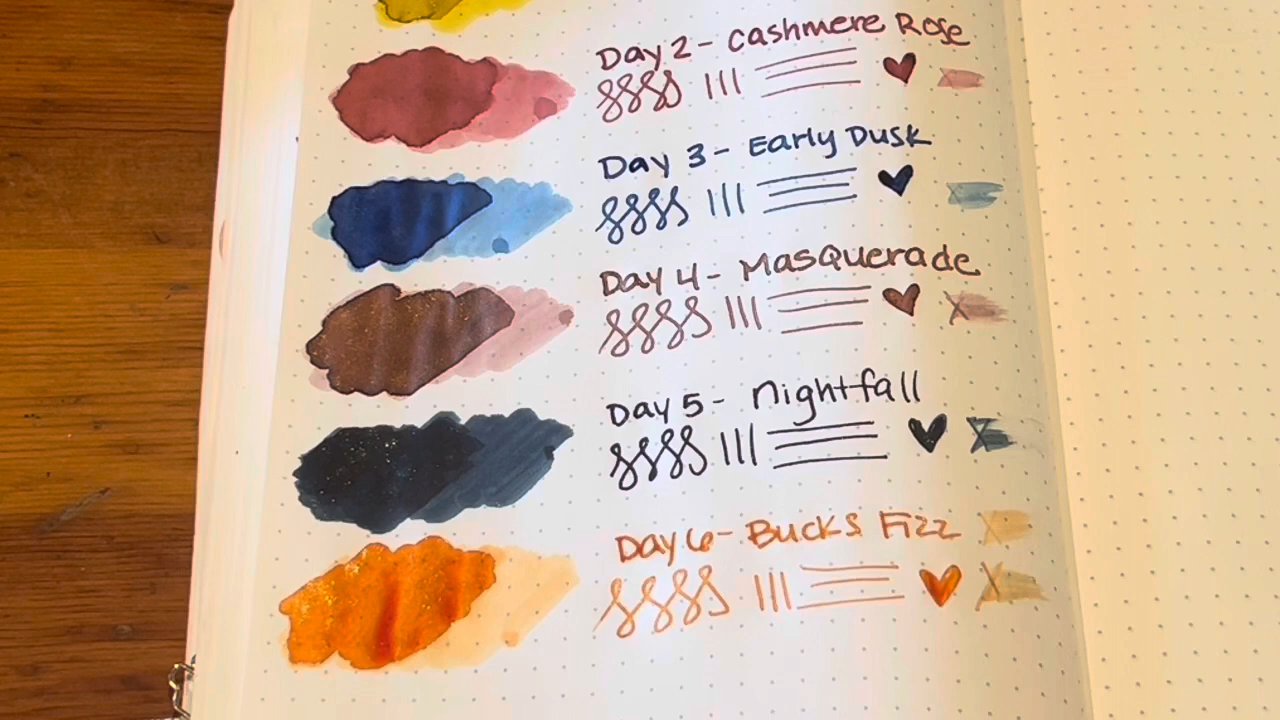 Day 2 - Cashmere Rose
Day 3 - Early Dusk
Day 4 - Masquerade
Day 5 - Nightfall
Day 6 - Bucks Fizz